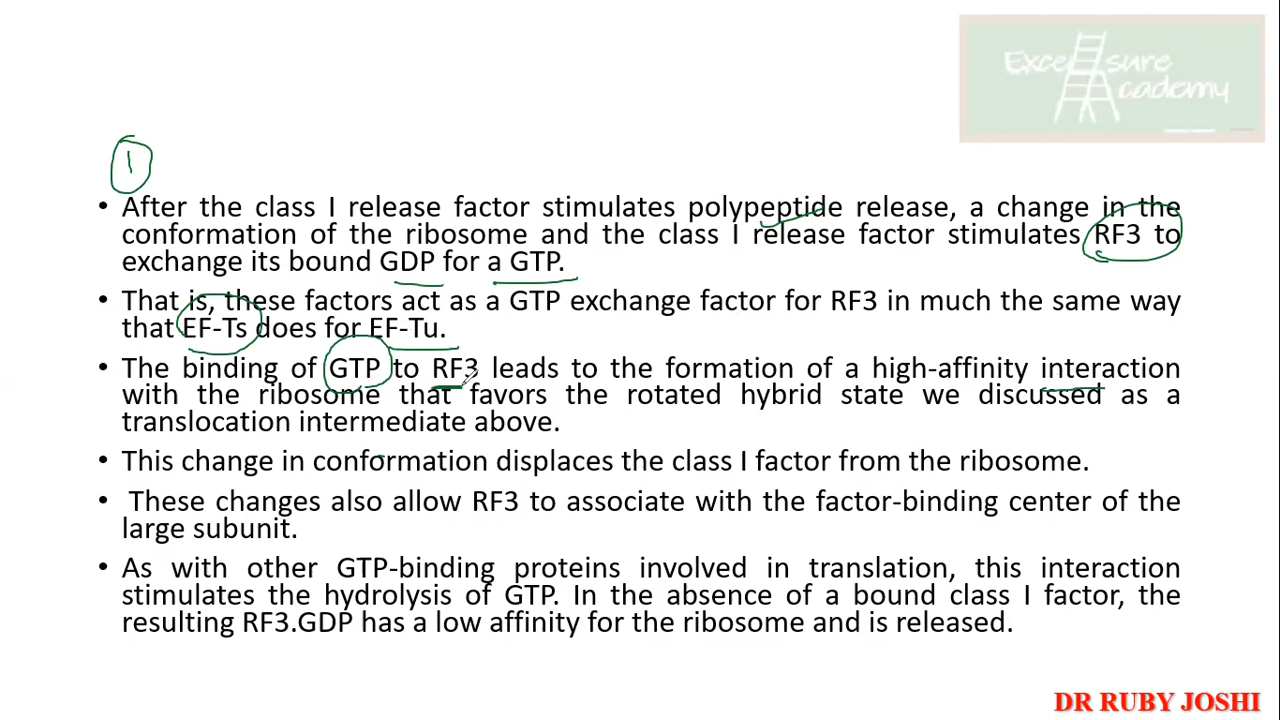 Excel sure
Academy
1
• After the class I release factor stimulates polypeptide release, a change in the
conformation of the ribosome and the class I release factor stimulates RF3 to
exchange its bound GDP for a GTP.
• That is, these factors act as a GTP exchange factor for RF3 in much the same way
that EF-Ts does for EF-Tu.
• The binding of GTP to RF3 leads to the formation of a high-affinity interaction
with the ribosome that favors the rotated hybrid state we discussed as a
translocation intermediate above.
• This change in conformation displaces the class I factor from the ribosome.
• These changes also allow RF3 to associate with the factor-binding center of the
large subunit.
• As with other GTP-binding proteins involved in translation, this interaction
stimulates the hydrolysis of GTP. In the absence of a bound class I factor, the
resulting RF3.GDP has a low affinity for the ribosome and is released.
DR RUBY JOSHI